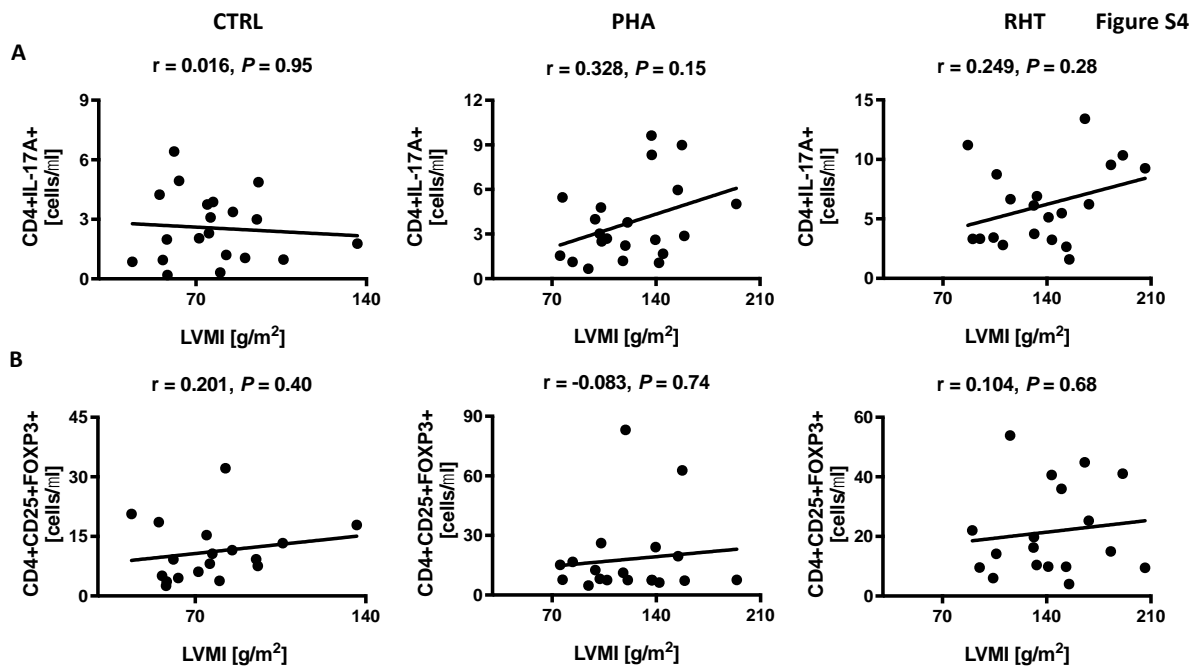 CTRL PHA RHT Figure S4
A
r = 0.016, P = 0.95
CD4+IL-17A+
[cells/ml]
9
6
3
0
70 140
LVMI [g/m²]
r = 0.328, P = 0.15
CD4+IL-17A+
[cells/ml]
12
9
6
3
0
70 140 210
LVMI [g/m²]
r = 0.249, P = 0.28
CD4+IL-17A+
[cells/ml]
15
10
5
0
70 140 210
LVMI [g/m²]
B
r = 0.201, P = 0.40
CD4+CD25+FOXP3+
[cells/ml]
45
30
15
0
70 140
LVMI [g/m²]
r = -0.083, P = 0.74
CD4+CD25+FOXP3+
[cells/ml]
90
60
30
0
70 140 210
LVMI [g/m²]
r = 0.104, P = 0.68
CD4+CD25+FOXP3+
[cells/ml]
60
40
20
0
70 140 210
LVMI [g/m²]